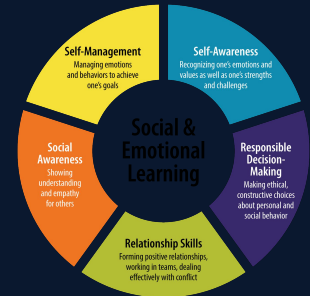 Self-Management
Managing emotions
and behaviors to achieve
one's goals
Self-Awareness
Recognizing one's emotions and
values as well as one's strengths
and challenges
Social &
Emotional
Learning
Social
Awareness
Showing
understanding
and empathy
for others
Responsible
Decision-
Making
Making ethical,
constructive choices
about personal and
social behavior
Relationship Skills
Forming positive relationships,
working in teams, dealing
effectively with conflict